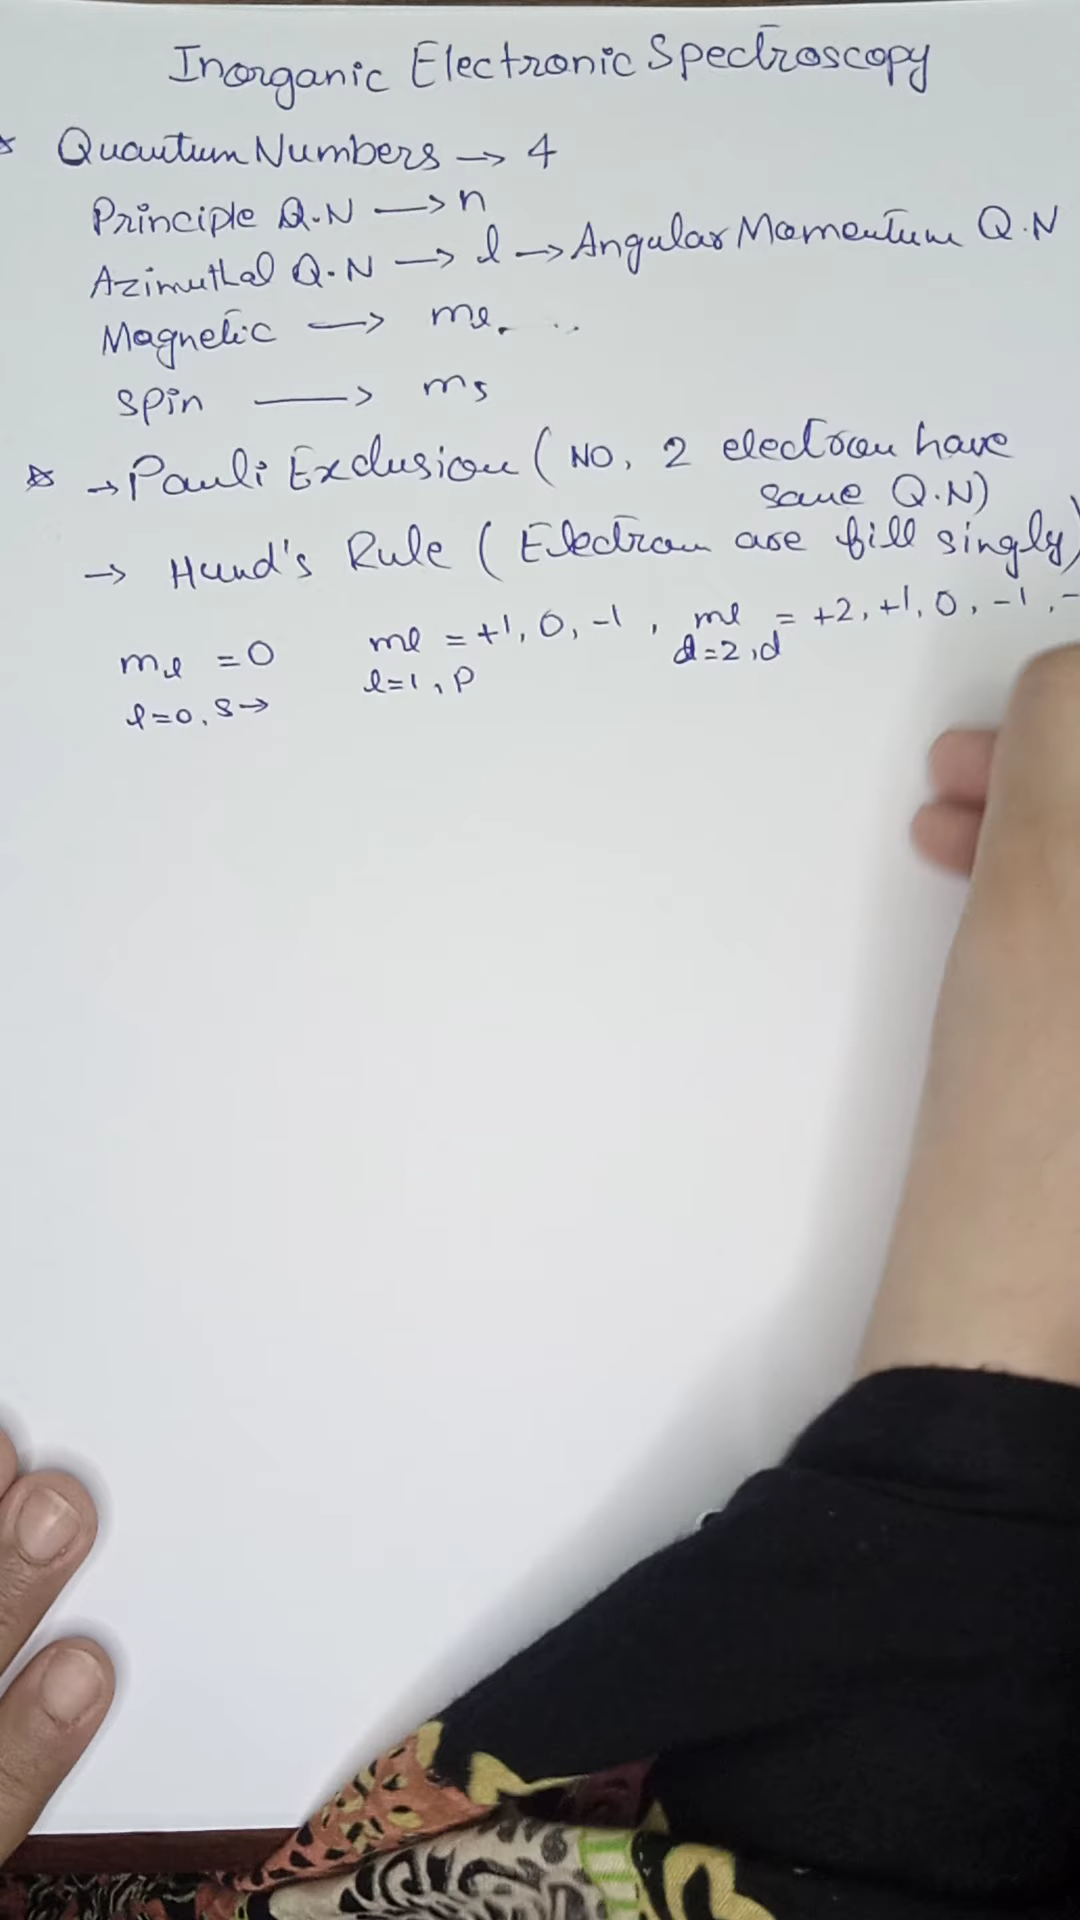 Inorganic Electronic Spectroscopy
Quantum Numbers → 4
Principle Q.N → n
Azimuthal Q.N → l → Angular Momentum Q.N
Magnetic → ml
Spin → ms
→ Pauli Exclusion (No, 2 electron have
same Q.N)
→ Hund's Rule (Electron are fill singly)
ml = 0 ml = +1, 0, -1 , ml = +2, +1, 0, -1, -
l=0, s→ l=1, p d=2, d